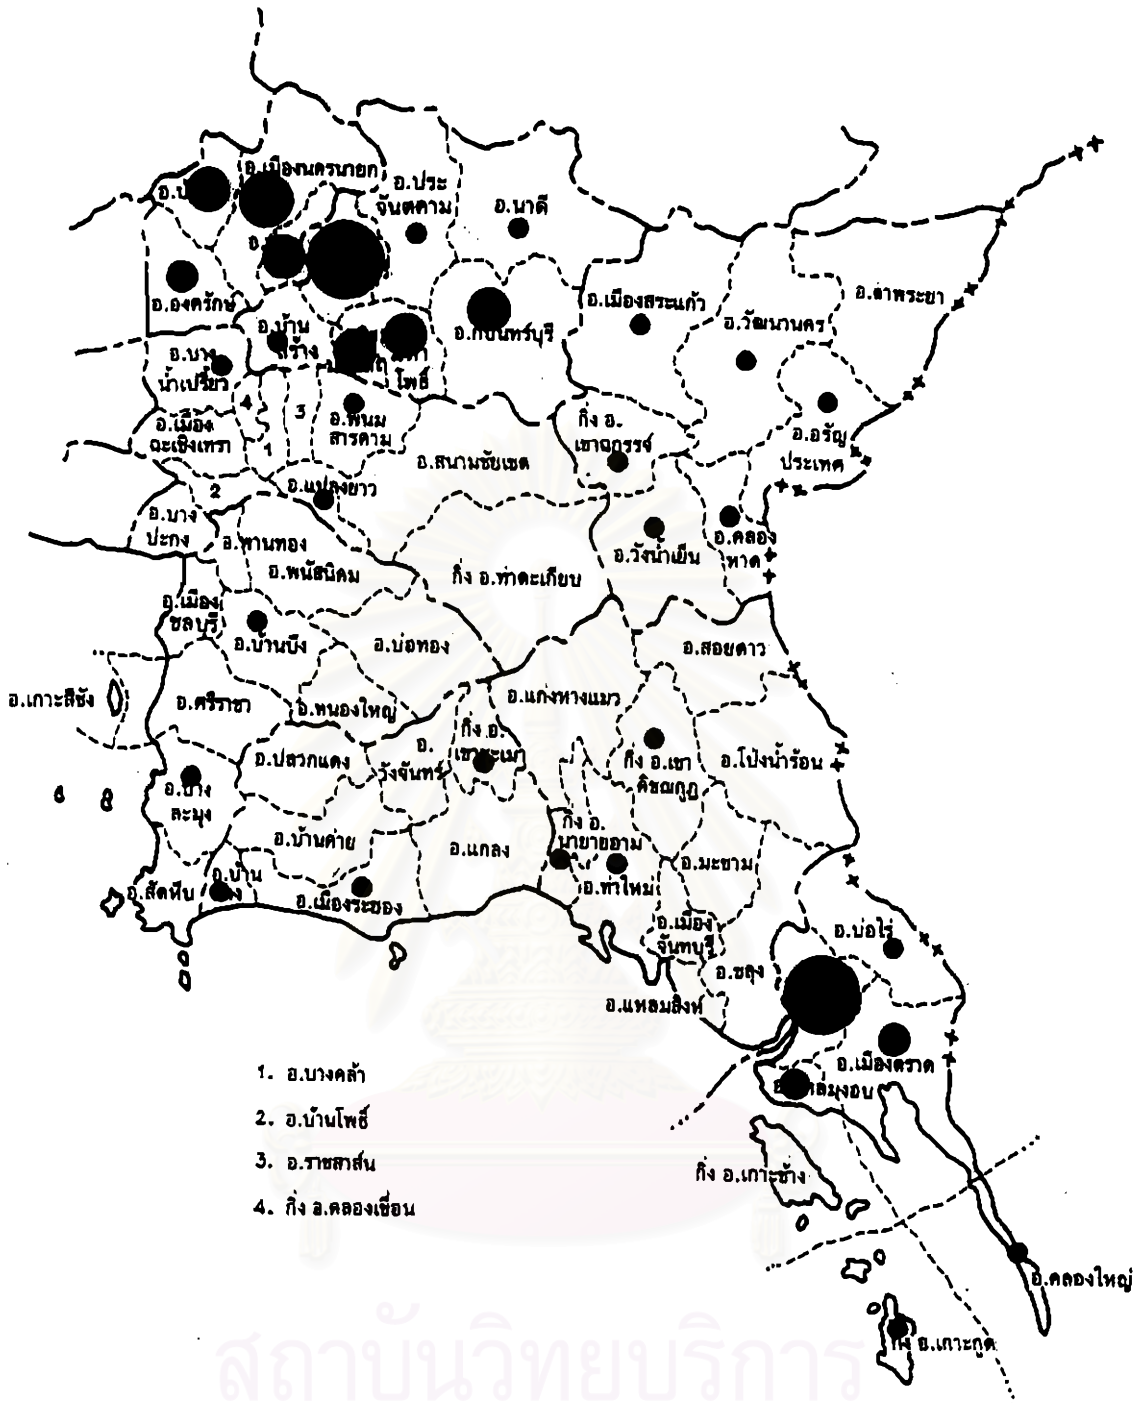 อ.เมืองนครนายก
อ.ประ
จันตคาม
อ.นาดี
อ.องครักษ์
อ.เมืองสระแก้ว
อ.วัฒนานคร
อ.ตาพระยา
อ.กบินทร์บุรี
อ.บ้าน
สร้าง
อ.บาง
น้ำเปรี้ยว
โพธิ์
4
3
1
2
อ.พนม
สารคาม
อ.เมือง
ฉะเชิงเทรา
อ.สนามชัยเขต
กิ่ง อ.
เขาฉกรรจ์
อ.อรัญ
ประเทศ
อ.แปลงยาว
อ.บาง
ปะกง
อ.พานทอง
อ.พนัสนิคม
กิ่ง อ.ท่าตะเกียบ
อ.วังน้ำเย็น
อ.คลอง
หาด
อ.เมือง
ชลบุรี
อ.บ้านบึง
อ.บ่อทอง
อ.สอยดาว
อ.เกาะสีชัง
อ.ศรีราชา
อ.หนองใหญ่
อ.แก่งหางแมว
กิ่ง อ.
เขาชะเมา
อ.ปลวกแดง
อ.
วังจันทร์
กิ่ง อ.เขา
คิชฌกูฏ
อ.โป่งน้ำร้อน
อ.บาง
ละมุง
อ.บ้านค่าย
อ.แกลง
กิ่ง อ.
นายายอาม
อ.มะขาม
อ.ท่าใหม่
อ.สัตหีบ
อ.บ้าน
อ.เมืองระยอง
อ.เมือง
จันทบุรี
อ.บ่อไร่
อ.ขลุง
อ.แหลมสิงห์
อ.เมืองตราด
1. อ.บางคล้า
2. อ.บ้านโพธิ์
3. อ.ราชสาส์น
4. กิ่ง อ.คลองเขื่อน
กิ่ง อ.เกาะช้าง
อ.คลองใหญ่
กิ่ง อ.เกาะกูด
สถาบันวิทยบริการ